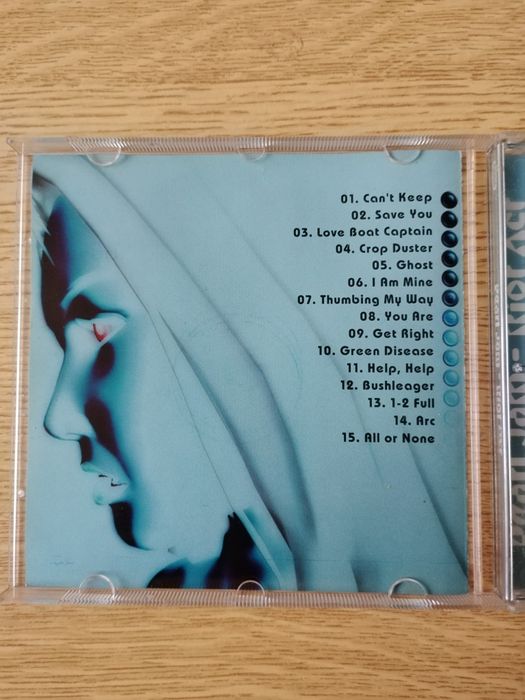 01. Can't Keep
02. Save You
03. Love Boat Captain
04. Crop Duster
05. Ghost
06. I Am Mine
07. Thumbing My Way
08. You Are
09. Get Right
10. Green Disease
11. Help, Help
12. Bushleager
13. 1-2 Full
14. Arc
15. All or None